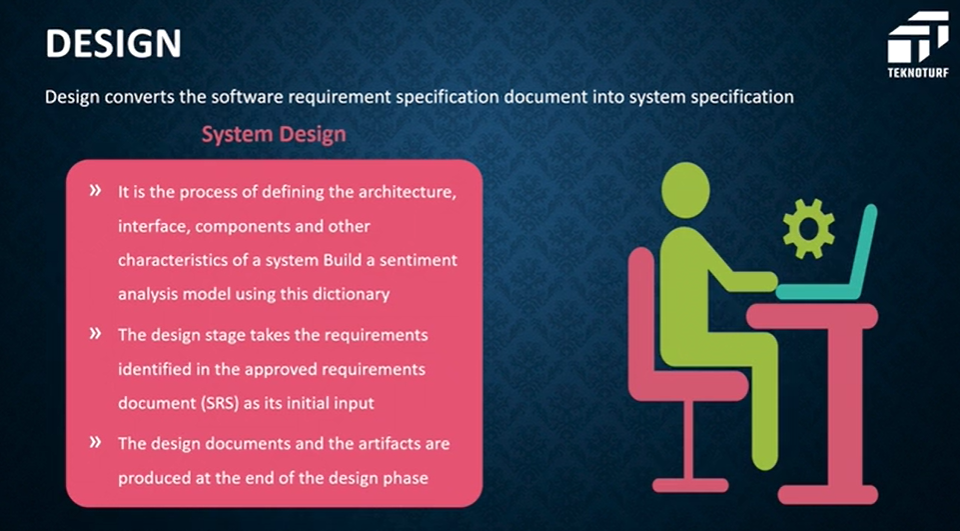 DESIGN
TEKNOTURF
Design converts the software requirement specification document into system specification
System Design
» It is the process of defining the architecture,
interface, components and other
characteristics of a system Build a sentiment
analysis model using this dictionary
» The design stage takes the requirements
identified in the approved requirements
document (SRS) as its initial input
» The design documents and the artifacts are
produced at the end of the design phase